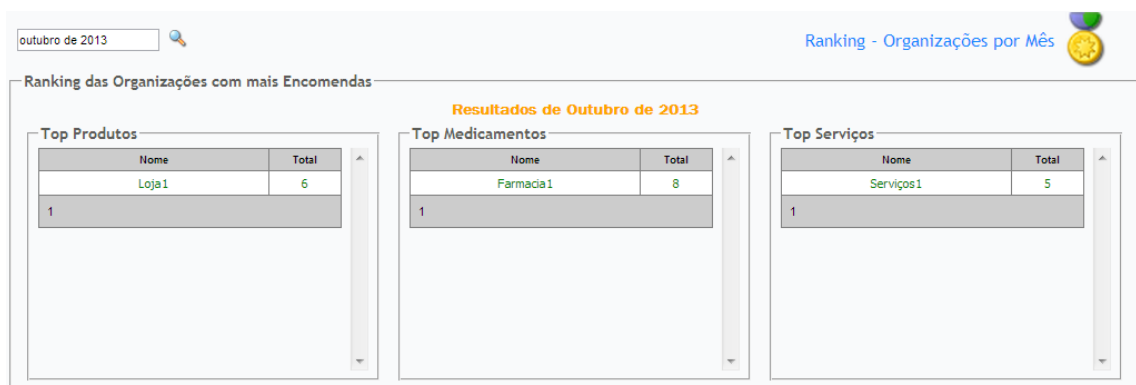 outubro de 2013
Ranking - Organizações por Mês
Ranking das Organizações com mais Encomendas
Resultados de Outubro de 2013
Top Produtos
Nome Total
Loja1 6
1
Top Medicamentos
Nome Total
Farmacia1 8
1
Top Serviços
Nome Total
Serviços1 5
1